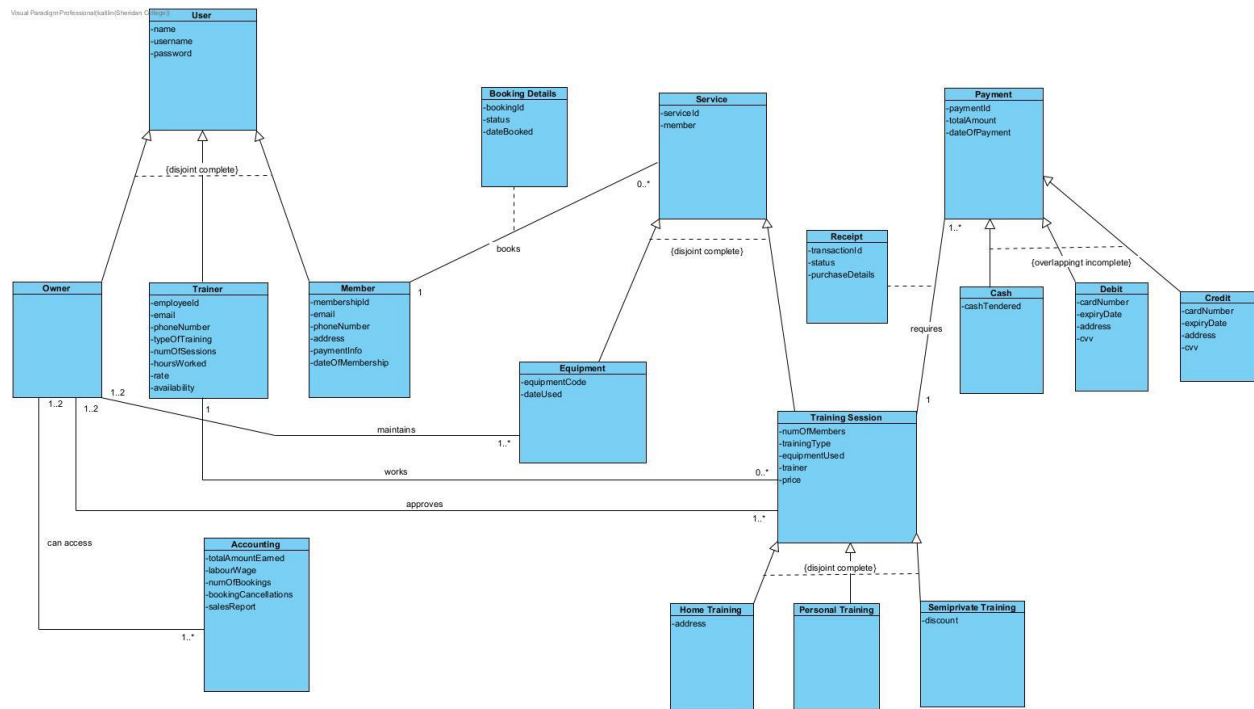 Visual Paradigm Professional(kaitlin(Sheridan College))
User
-name
-username
-password
Booking Details
-bookingId
-status
-dateBooked
Service
-serviceId
-member
Payment
-paymentId
-totalAmount
-dateOfPayment
{disjoint complete}
0..*
books
1
{disjoint complete}
Receipt
-transactionId
-status
-purchaseDetails
1..*
{overlappingt incomplete}
requires
1
Owner
Trainer
-employeeId
-email
-phoneNumber
-typeOfTraining
-numOfSessions
-hoursWorked
-rate
-availability
Member
-membershipId
-email
-phoneNumber
-address
-paymentInfo
-dateOfMembership
Cash
-cashTendered
Debit
-cardNumber
-expiryDate
-address
-cvv
Credit
-cardNumber
-expiryDate
-address
-cvv
Equipment
-equipmentCode
-dateUsed
1..2
1..2
1..2
1
maintains
1..*
Training Session
-numOfMembers
-trainingType
-equipmentUsed
-trainer
-price
works
0..*
approves
1..*
can access
1..*
Accounting
-totalAmountEarned
-labourWage
-numOfBookings
-bookingCancellations
-salesReport
{disjoint complete}
Home Training
-address
Personal Training
Semiprivate Training
-discount